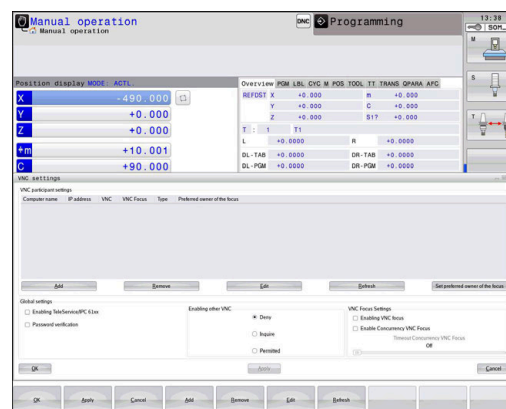 Manual operation
Manual operation
DNC
Programming
13:38
SOM_
M
Position display MODE: ACTL.
X -490.000
Y +0.000
Z +0.000
+m +10.001
C +90.000
Overview PGM LBL CYC M POS TOOL TT TRANS QPARA AFC
REFDST X +0.000 m +0.000
Y +0.000 C +0.000
Z +0.000 S1? +0.000
T : 1 T1
L +0.0000 R +0.0000
DL-TAB +0.0000 DR-TAB +0.0000
DL-PGM +0.0000 DR-PGM +0.0000
S
T
VNC settings
VNC participant settings
Computer name IP address VNC VNC Focus Type Preferred owner of the focus
Add Remove Edit Refresh Set preferred owner of the focus
Global settings
Enabling TeleService/IPC 61xx
Password verification
Enabling other VNC
Deny
Inquire
Permitted
VNC Focus Settings
Enabling VNC focus
Enable Concurrency VNC Focus
Timeout Concurrency VNC Focus
Off
OK Apply Cancel
OK Apply Cancel Add Remove Edit Refresh